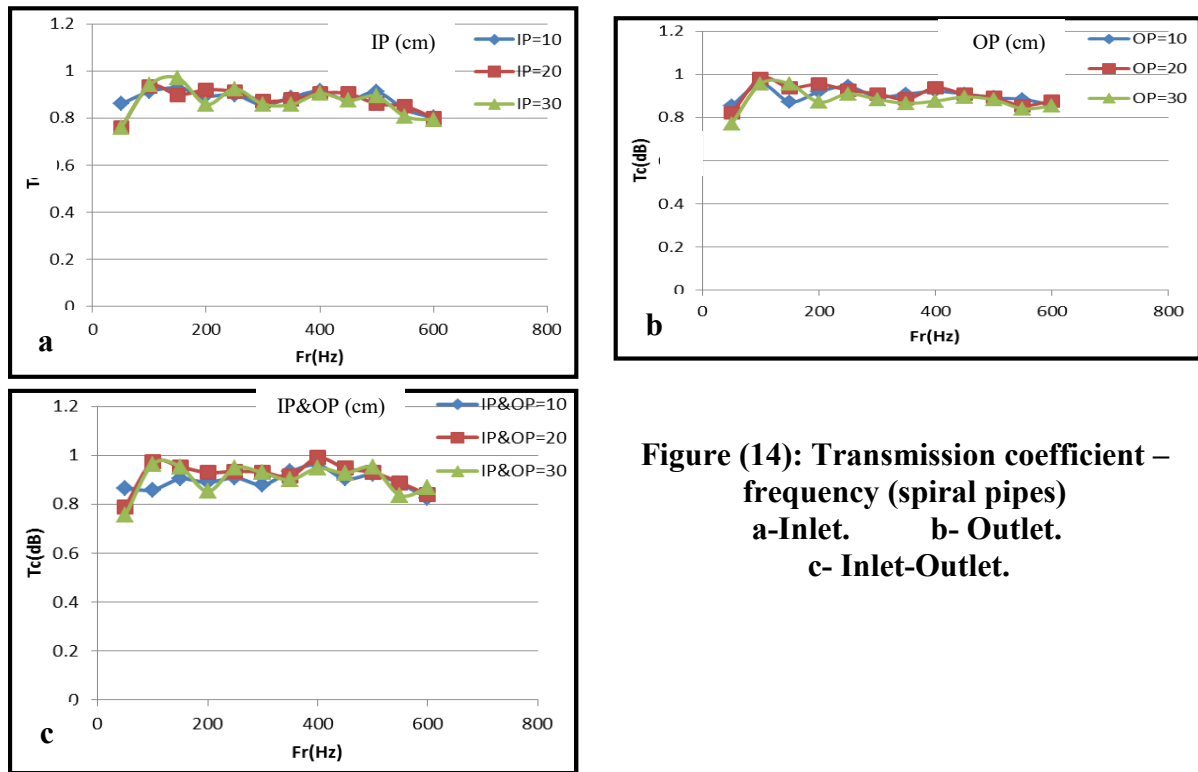 IP (cm)
IP=10
IP=20
IP=30
1.2
1
0.8
0.6
0.4
0.2
0
0 200 400 600 800
Fr(Hz)
a
OP (cm)
OP=10
OP=20
OP=30
1.2
1
0.8
Tc(dB)
0.4
0.2
0
0 200 400 600 800
Fr(Hz)
b
IP&OP (cm)
IP&OP=10
IP&OP=20
IP&OP=30
1.2
1
0.8
0.6
0.4
0.2
0
Tc(dB)
0 200 400 600 800
Fr(Hz)
c
Figure (14): Transmission coefficient –
frequency (spiral pipes)
a-Inlet. b- Outlet.
c- Inlet-Outlet.